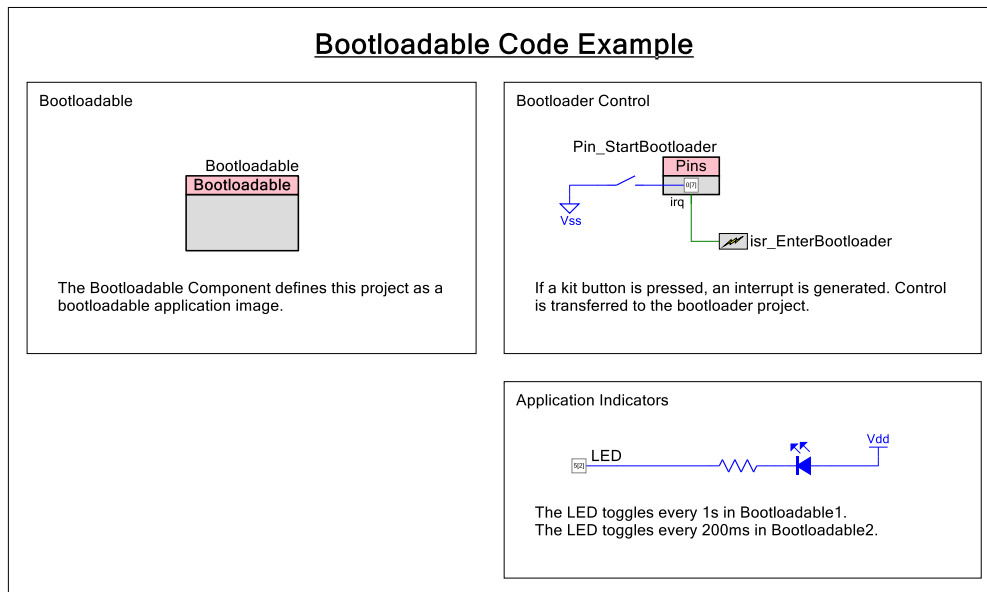 Bootloadable Code Example
Bootloadable
Bootloadable
Bootloadable
The Bootloadable Component defines this project as a
bootloadable application image.
Bootloader Control
Pin_StartBootloader
Pins
0[7]
irq
Vss
isr_EnterBootloader
If a kit button is pressed, an interrupt is generated. Control
is transferred to the bootloader project.
Application Indicators
Vdd
LED
5[2]
The LED toggles every 1s in Bootloadable1.
The LED toggles every 200ms in Bootloadable2.